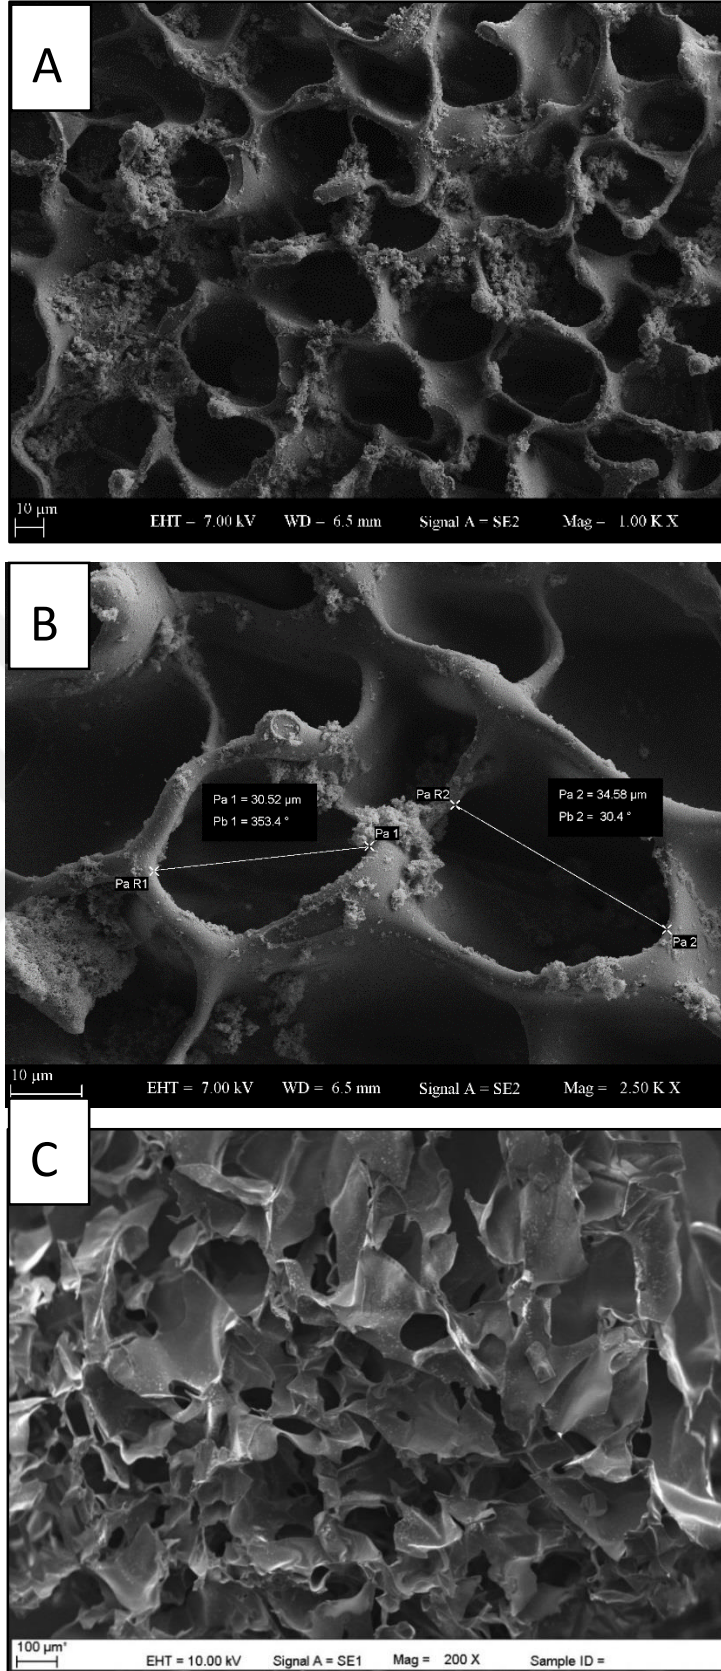 A
10 µm
EHT = 7.00 kV WD = 6.5 mm Signal A = SE2 Mag = 1.00 K X
B
Pa 1 = 30.52 µm
Pb 1 = 353.4 °
Pa R2
Pa 2 = 34.58 µm
Pb 2 = 30.4 °
Pa 1
Pa R1
Pa 2
10 µm
EHT = 7.00 kV WD = 6.5 mm Signal A = SE2 Mag = 2.50 K X
C
100 µm*
EHT = 10.00 kV Signal A = SE1 Mag = 200 X Sample ID =